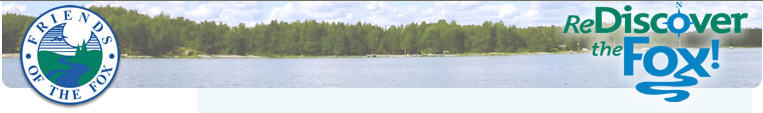 FRIENDS
OF THE FOX
N
ReDiscover
the
Fox!